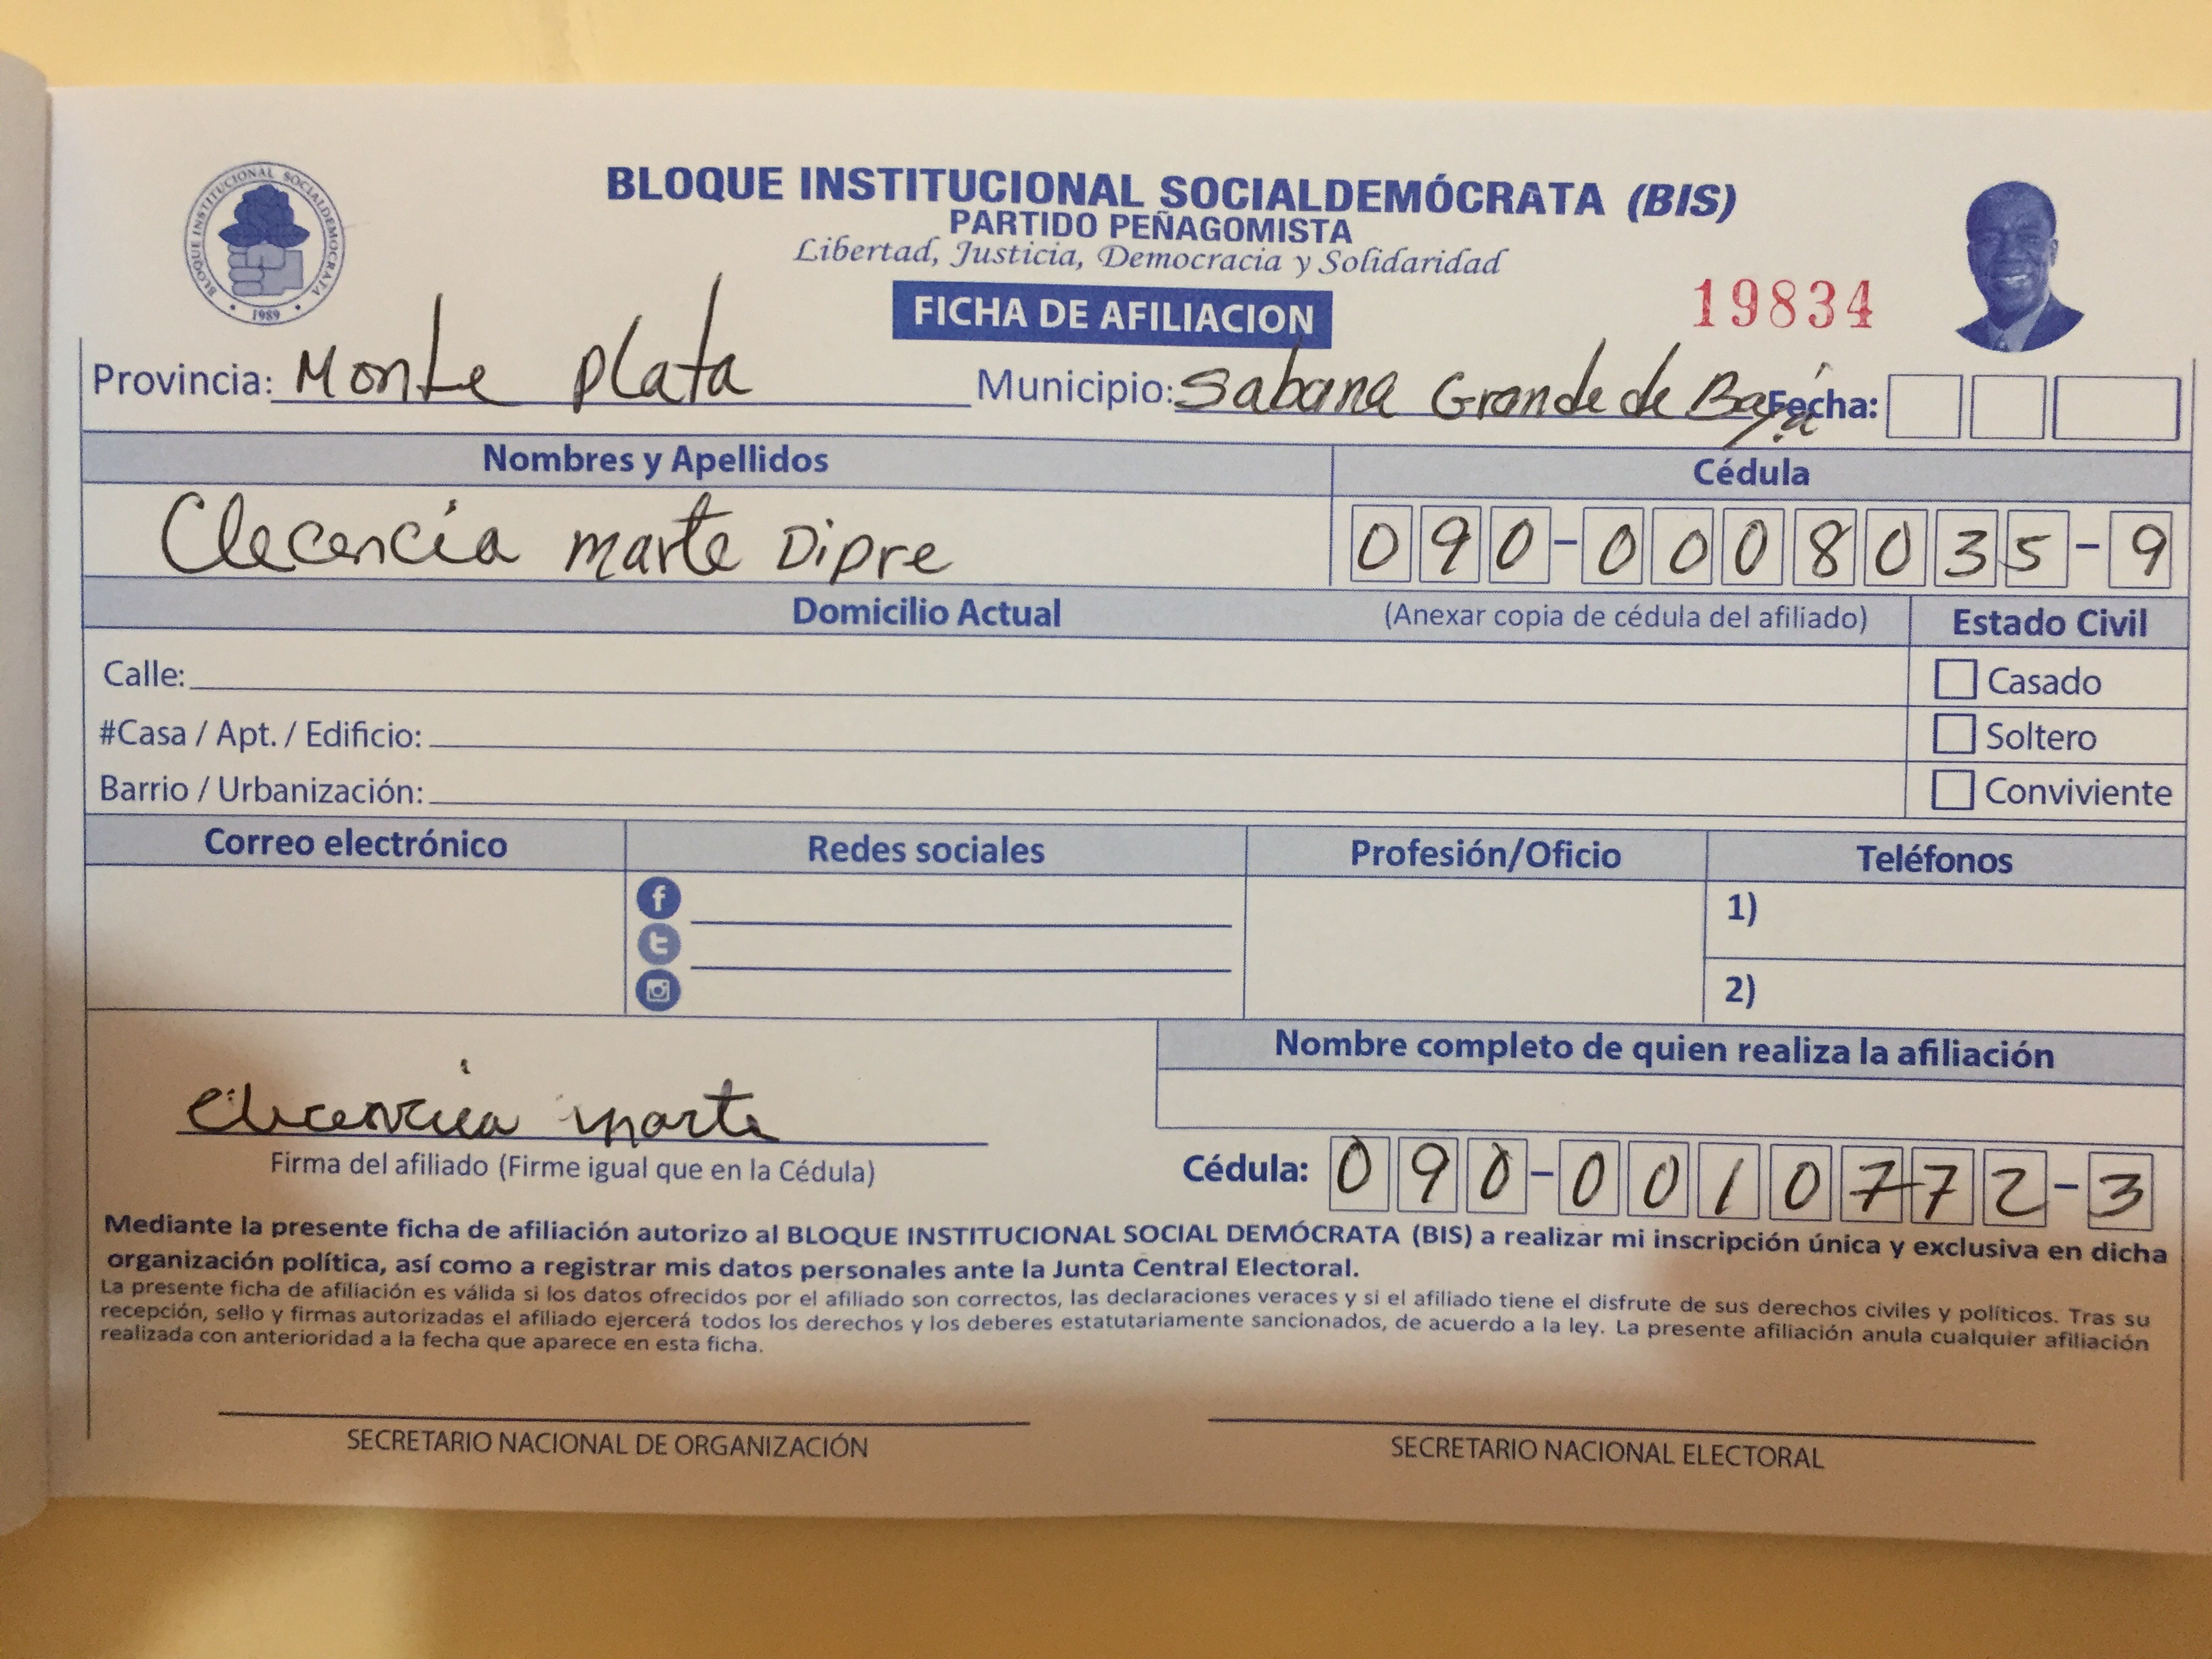 BLOQUE INSTITUCIONAL SOCIALDEMÓCRATA (BIS)
PARTIDO PEÑAGOMISTA
Libertad, Justicia, Democracia y Solidaridad
BLOQUE INSTITUCIONAL SOCIALDEMOCRATA
• 1989 •
FICHA DE AFILIACION
19834
Provincia: Monte Plata Municipio: Sabana Grande de Bayá Fecha:
Nombres y Apellidos Cédula
Clecencia marte Dipre 090-0008035-9
Domicilio Actual (Anexar copia de cédula del afiliado) Estado Civil
Calle: Casado
#Casa / Apt. / Edificio: Soltero
Barrio / Urbanización: Conviviente
Correo electrónico Redes sociales Profesión/Oficio Teléfonos
1)
2)
Nombre completo de quien realiza la afiliación
Clecencia marte
Firma del afiliado (Firme igual que en la Cédula) Cédula: 090-0010772-3
Mediante la presente ficha de afiliación autorizo al BLOQUE INSTITUCIONAL SOCIAL DEMÓCRATA (BIS) a realizar mi inscripción única y exclusiva en dicha
organización política, así como a registrar mis datos personales ante la Junta Central Electoral.
La presente ficha de afiliación es válida si los datos ofrecidos por el afiliado son correctos, las declaraciones veraces y si el afiliado tiene el disfrute de sus derechos civiles y políticos. Tras su
recepción, sello y firmas autorizadas el afiliado ejercerá todos los derechos y los deberes estatutariamente sancionados, de acuerdo a la ley. La presente afiliación anula cualquier afiliación
realizada con anterioridad a la fecha que aparece en esta ficha.
SECRETARIO NACIONAL DE ORGANIZACIÓN SECRETARIO NACIONAL ELECTORAL